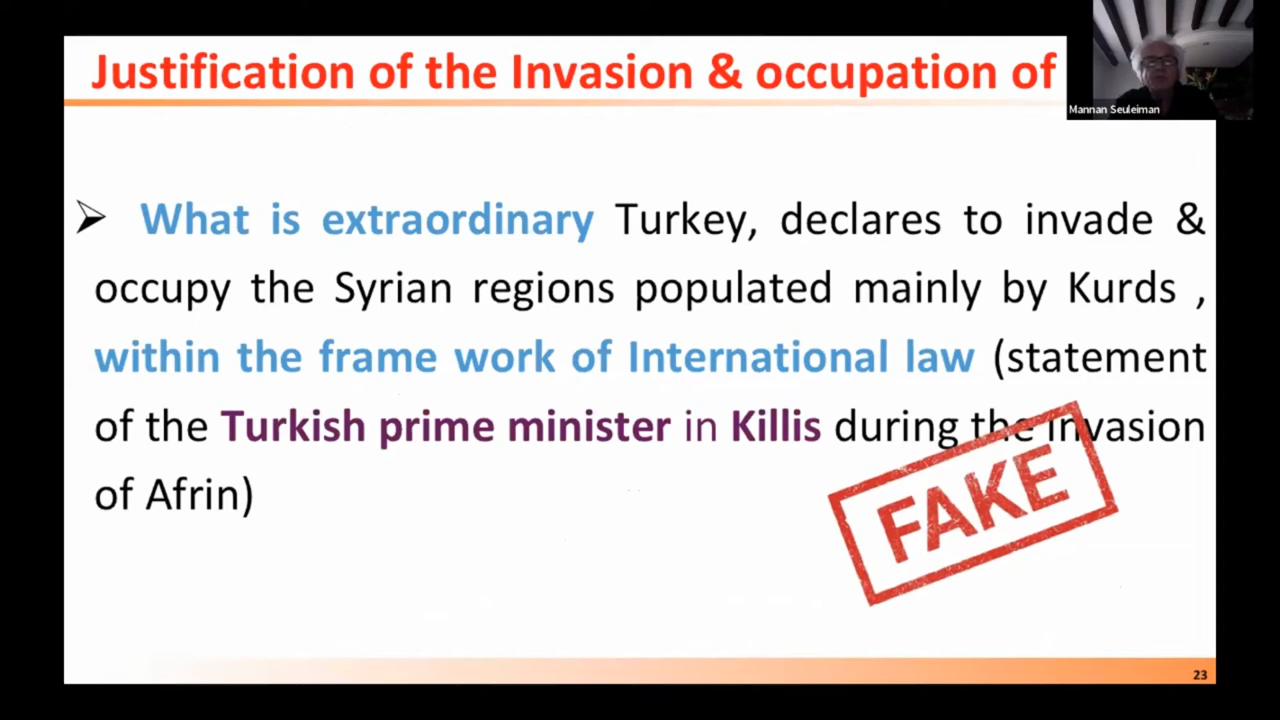 Justification of the Invasion & occupation of
Mannan Seuleiman
➢ What is extraordinary Turkey, declares to invade &
occupy the Syrian regions populated mainly by Kurds ,
within the frame work of International law (statement
of the Turkish prime minister in Killis during the invasion
of Afrin)
FAKE
23